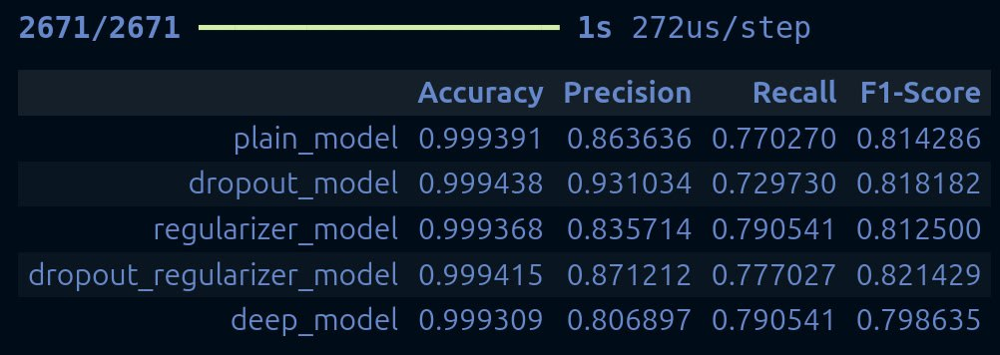 2671/2671 1s 272us/step
Accuracy Precision Recall F1-Score
plain_model 0.999391 0.863636 0.770270 0.814286
dropout_model 0.999438 0.931034 0.729730 0.818182
regularizer_model 0.999368 0.835714 0.790541 0.812500
dropout_regularizer_model 0.999415 0.871212 0.777027 0.821429
deep_model 0.999309 0.806897 0.790541 0.798635